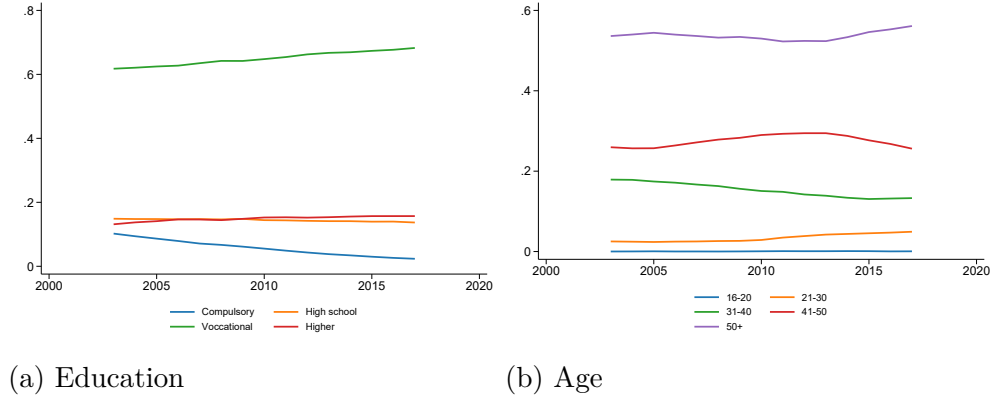 .8
.6
.4
.2
0
2000 2005 2010 2015 2020
Compulsory High school
Voccational Higher
(a) Education
.6
.4
.2
0
2000 2005 2010 2015 2020
16-20 21-30
31-40 41-50
50+
(b) Age